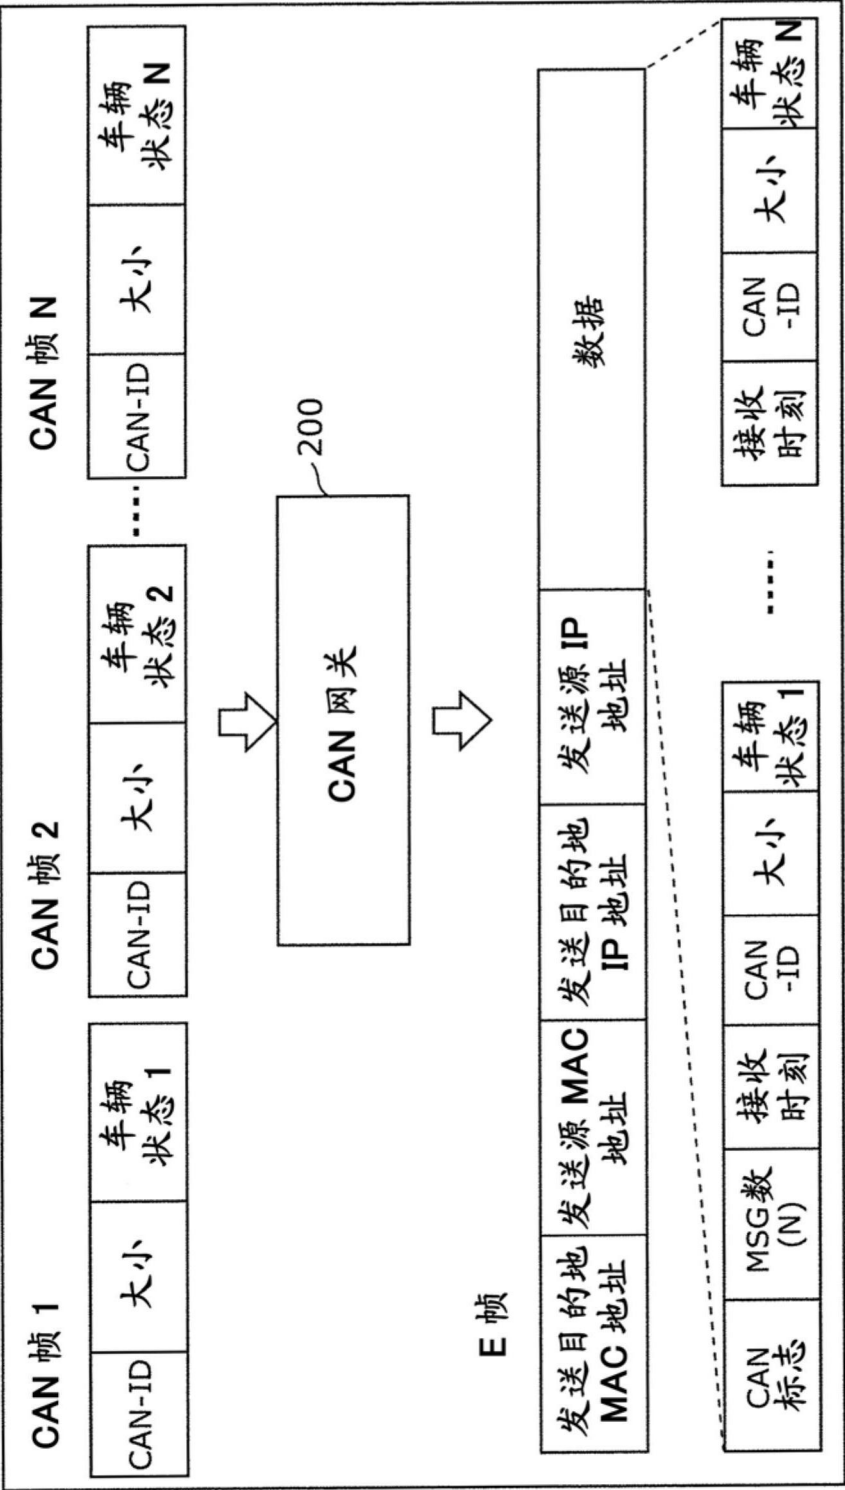 CAN 帧 1
CAN 帧 2
CAN 帧 N
CAN-ID
大小
车辆
状态 1
CAN-ID
大小
车辆
状态 2
.....
CAN-ID
大小
车辆
状态 N
200
CAN 网关
E 帧
发送目的地
MAC 地址
发送源 MAC
地址
发送目的地
IP 地址
发送源 IP
地址
数据
CAN
标志
MSG数
(N)
接收
时刻
CAN
-ID
大小
车辆
状态 1
.....
接收
时刻
CAN
-ID
大小
车辆
状态 N